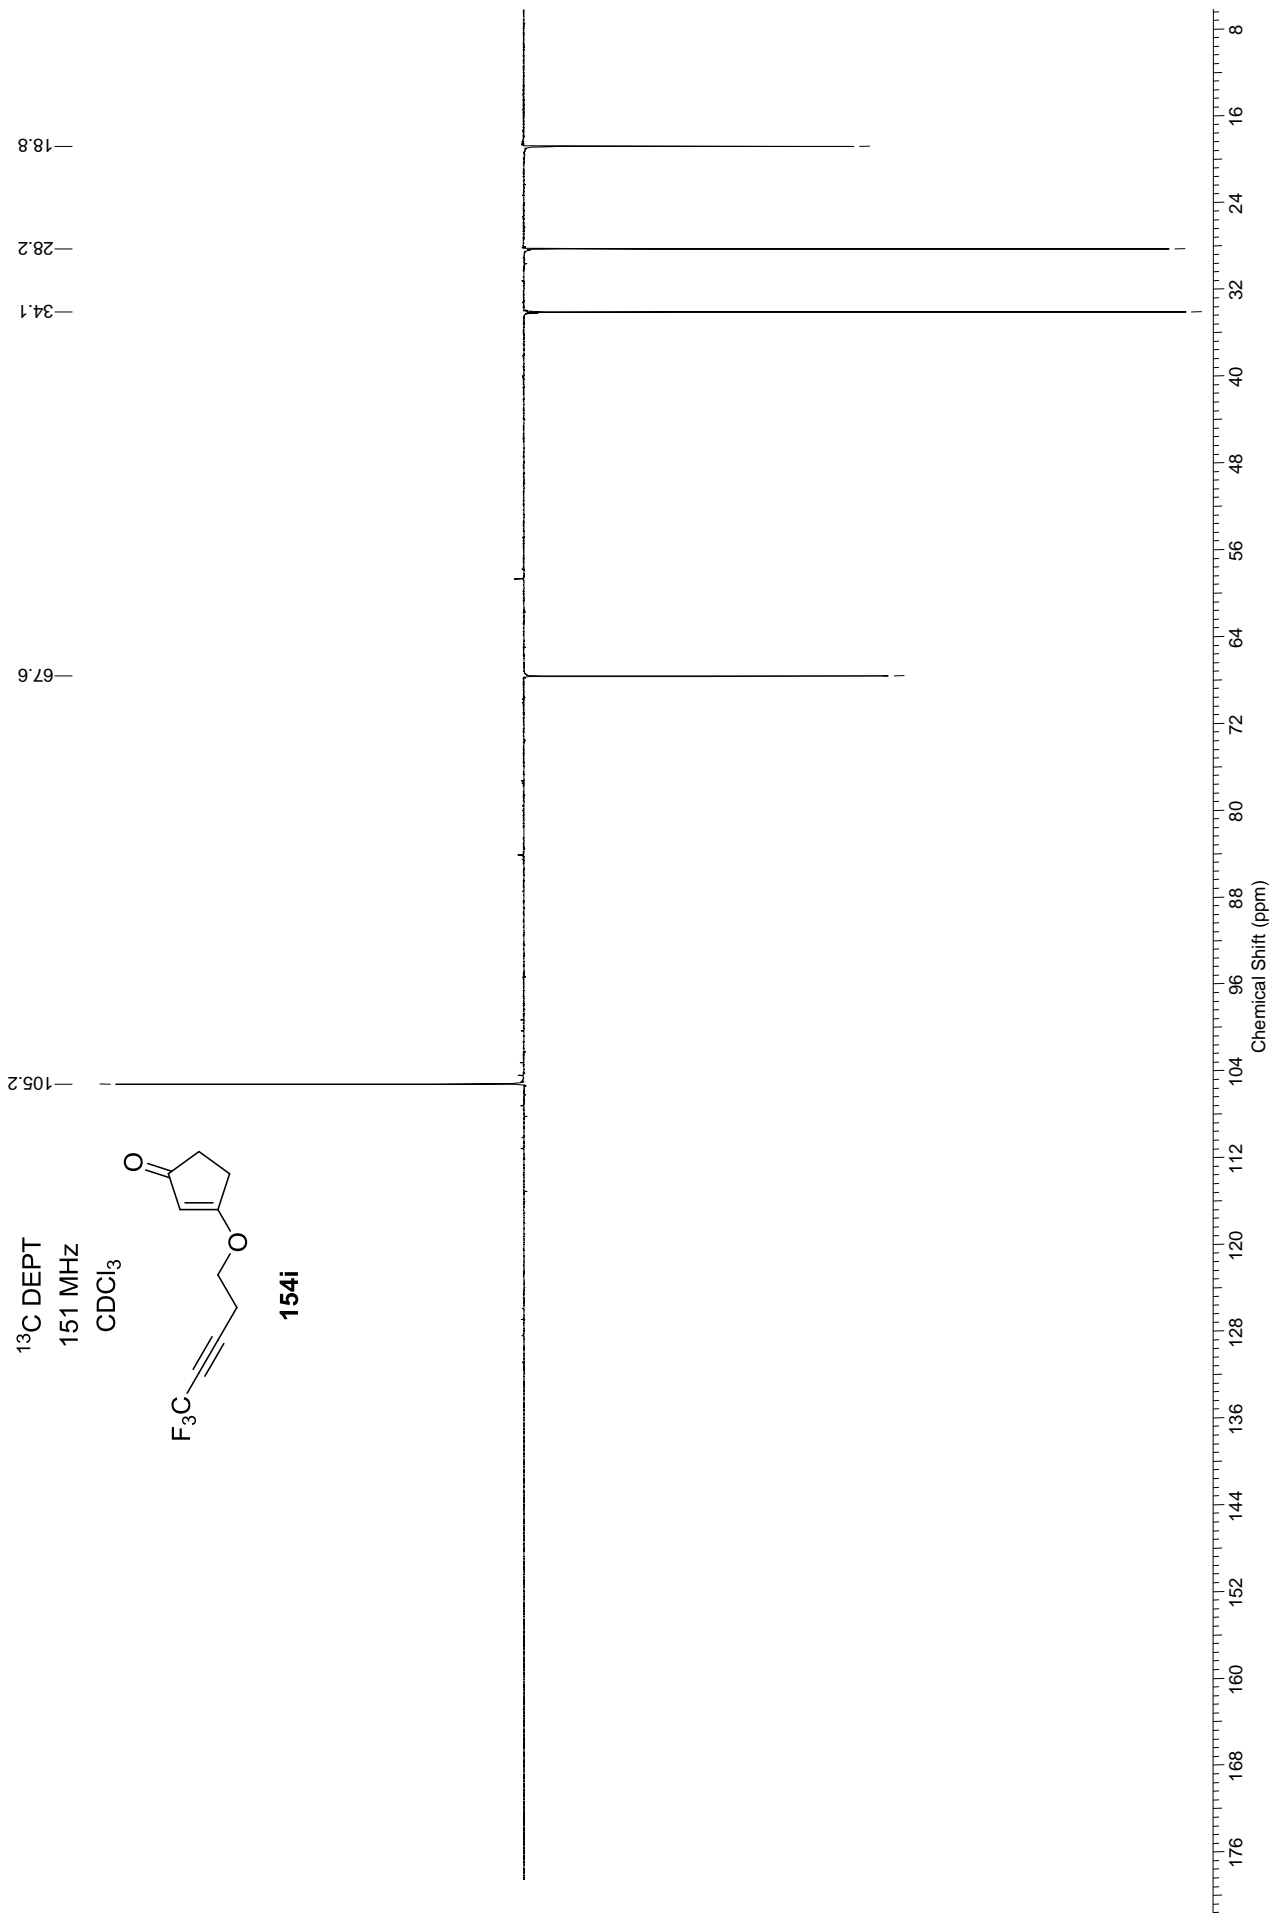 ¹³C DEPT
151 MHz
CDCl₃
F₃C
O
O
154i
105.2
67.6
34.1
28.2
18.8
176 168 160 152 144 136 128 120 112 104 96 88 80 72 64 56 48 40 32 24 16 8
Chemical Shift (ppm)